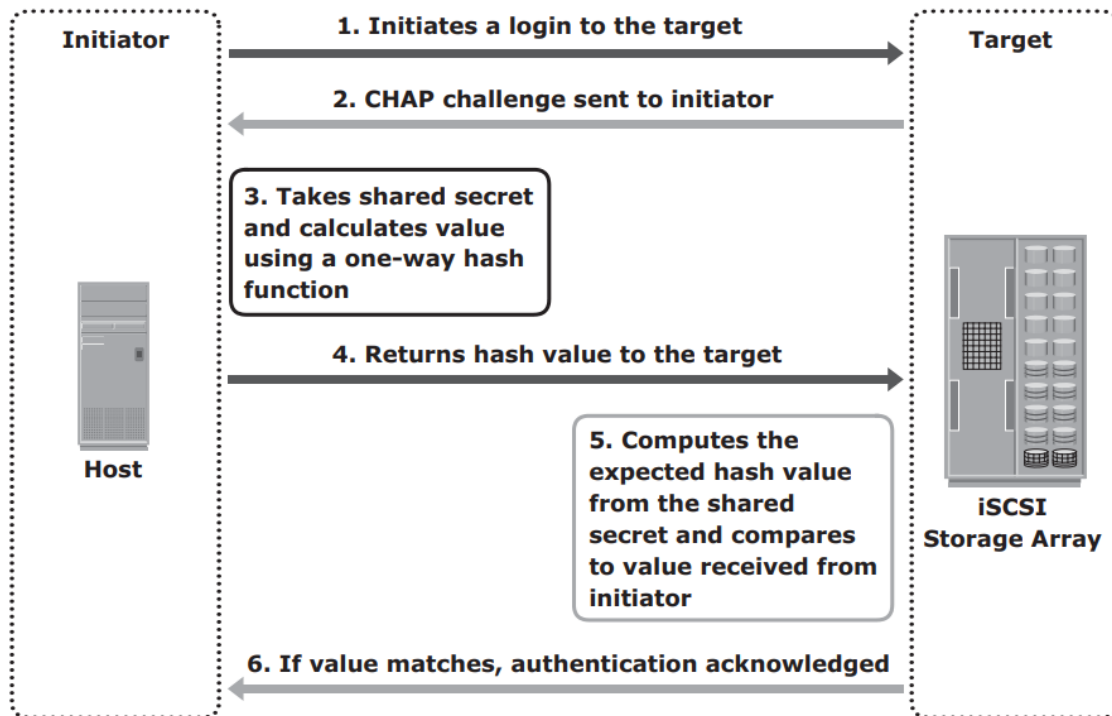 Initiator
1. Initiates a login to the target
Target
2. CHAP challenge sent to initiator
3. Takes shared secret
and calculates value
using a one-way hash
function
4. Returns hash value to the target
Host
5. Computes the
expected hash value
from the shared
secret and compares
to value received from
initiator
iSCSI
Storage Array
6. If value matches, authentication acknowledged